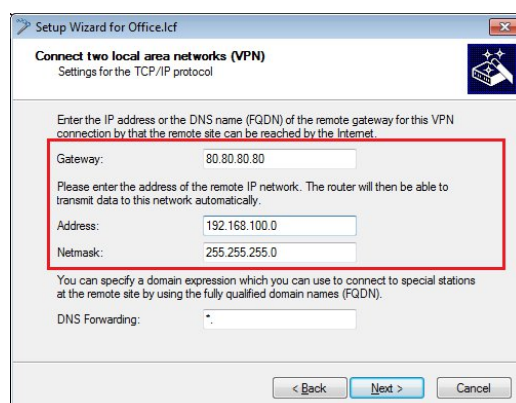 Setup Wizard for Office.lcf
Connect two local area networks (VPN)
Settings for the TCP/IP protocol
Enter the IP address or the DNS name (FQDN) of the remote gateway for this VPN
connection by that the remote site can be reached by the Internet.
Gateway: 80.80.80.80
Please enter the address of the remote IP network. The router will then be able to
transmit data to this network automatically.
Address: 192.168.100.0
Netmask: 255.255.255.0
You can specify a domain expression which you can use to connect to special stations
at the remote site by using the fully qualified domain names (FQDN).
DNS Forwarding: *.
< Back Next > Cancel